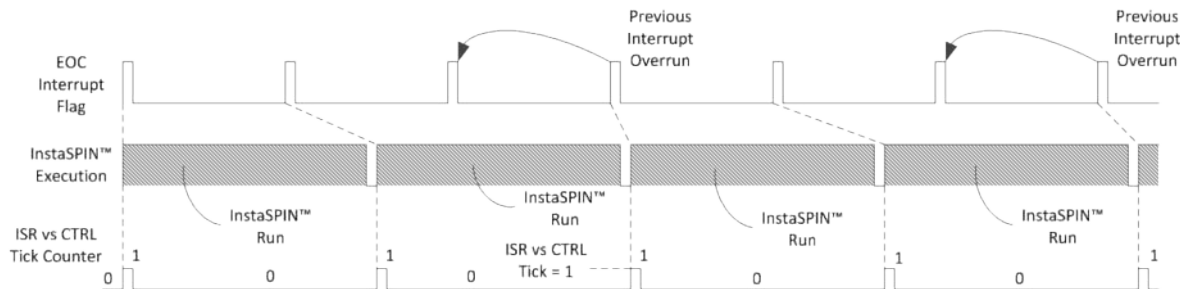 Previous
Interrupt
Overrun
Previous
Interrupt
Overrun
EOC
Interrupt
Flag
InstaSPIN™
Execution
InstaSPIN™
Run
InstaSPIN™
Run
InstaSPIN™
Run
InstaSPIN™
Run
ISR vs CTRL
Tick Counter
ISR vs CTRL
Tick = 1
0 1 0 1 0 1 0 1 0 1